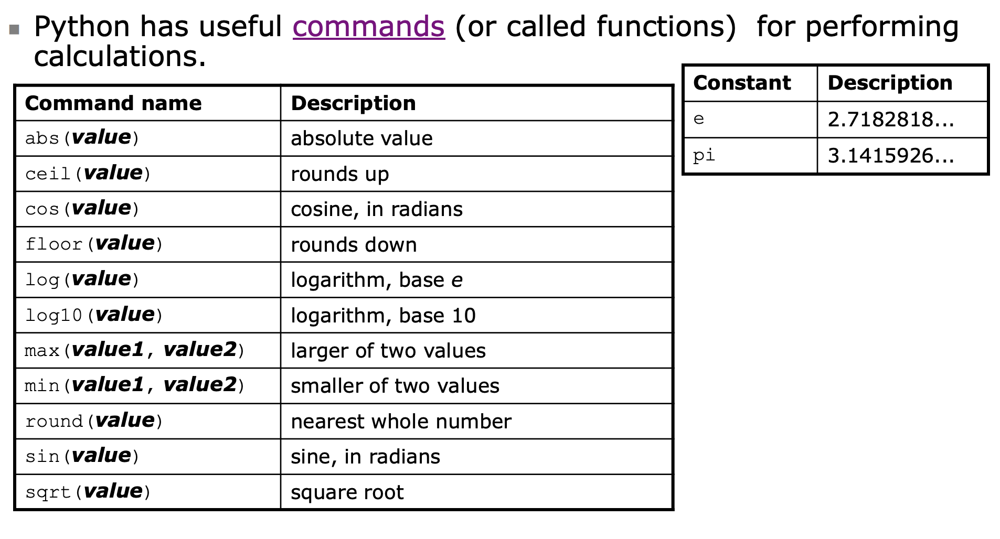 Python has useful commands (or called functions)  for performing
calculations.
Command name Description
abs(value) absolute value
ceil(value) rounds up
cos(value) cosine, in radians
floor(value) rounds down
log(value) logarithm, base e
log10(value) logarithm, base 10
max(value1, value2) larger of two values
min(value1, value2) smaller of two values
round(value) nearest whole number
sin(value) sine, in radians
sqrt(value) square root
Constant Description
e 2.7182818...
pi 3.1415926...